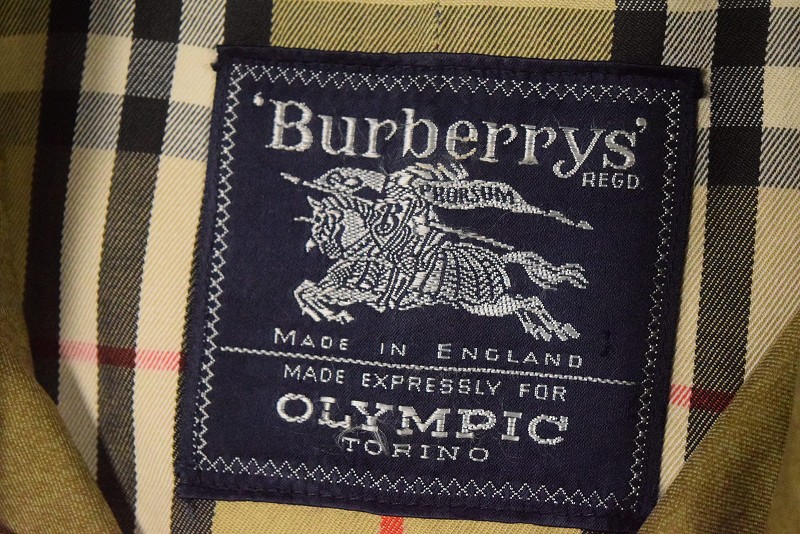 'Burberrys'
REGD.
PRORSUM
B
MADE IN ENGLAND
MADE EXPRESSLY FOR
OLYMPIC
TORINO